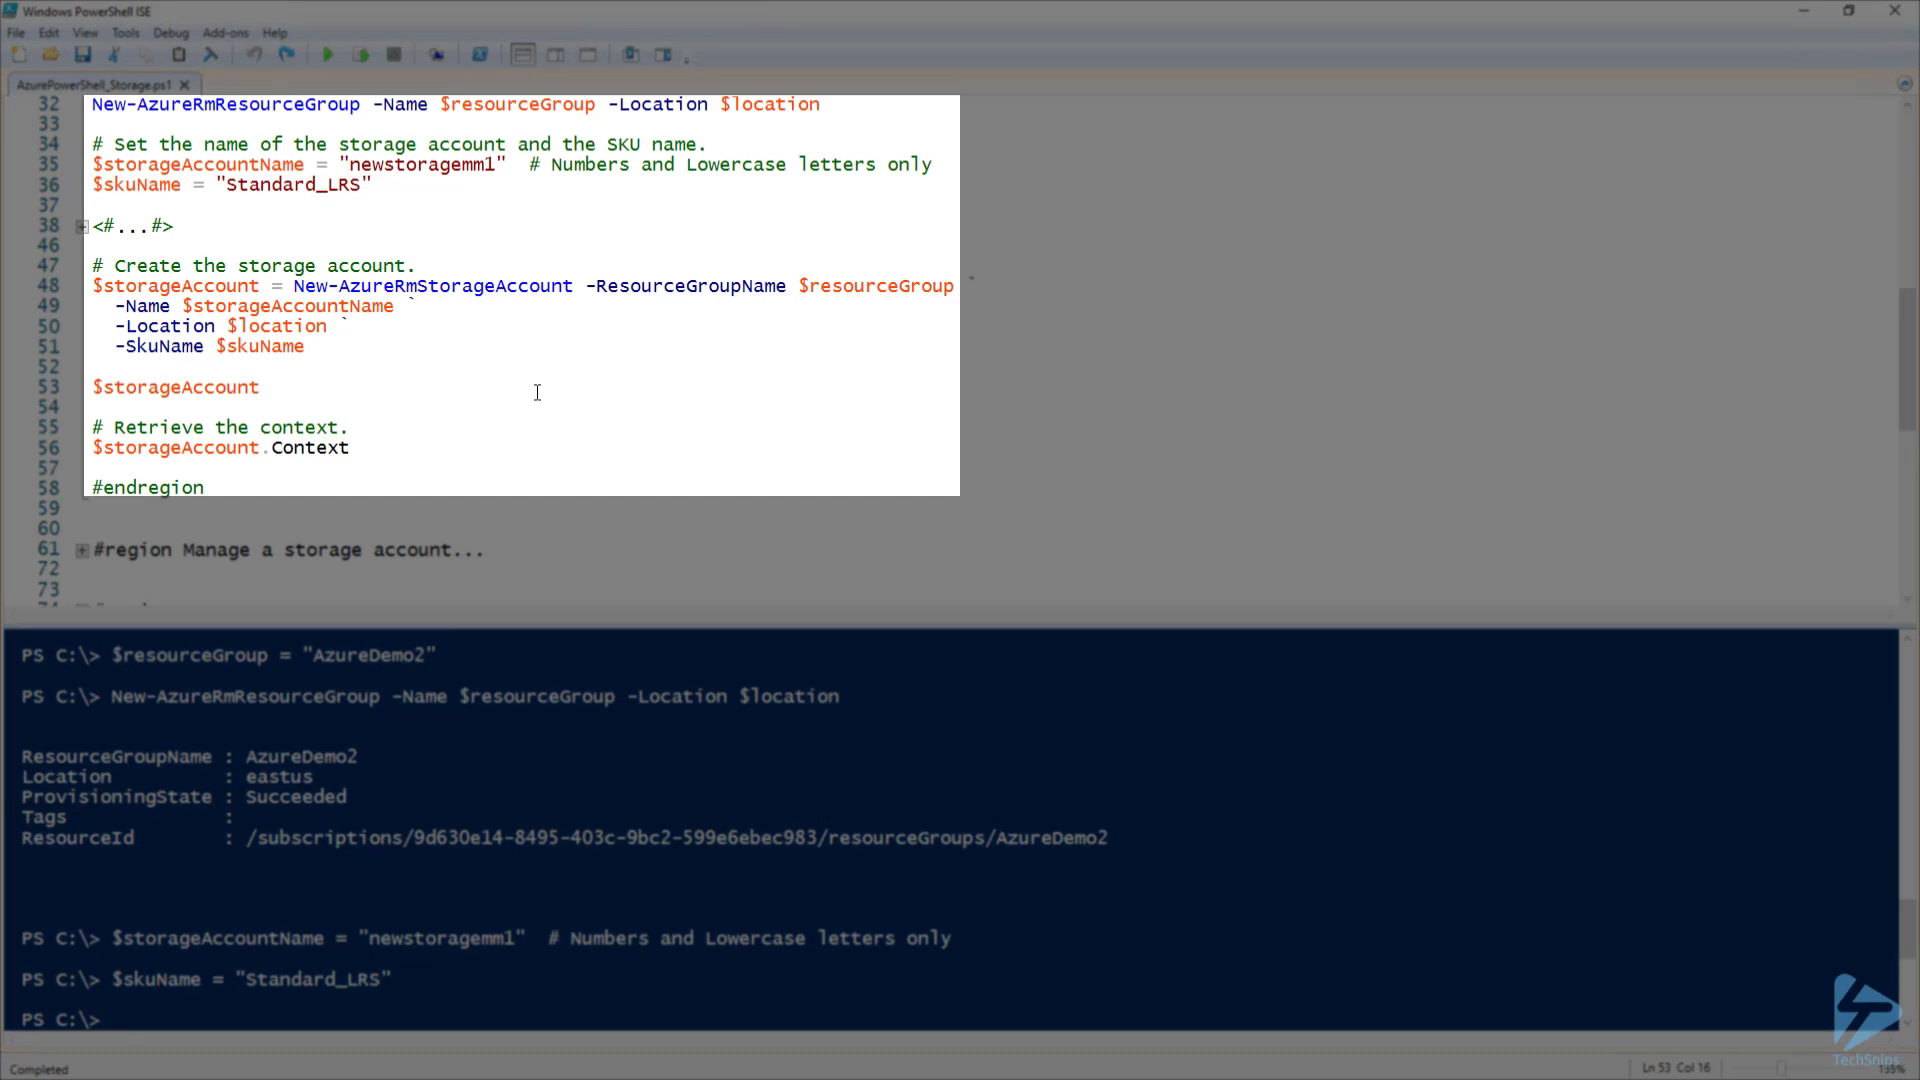 Windows PowerShell ISE
File Edit View Tools Debug Add-ons Help
AzurePowerShell_Storage.ps1
32 New-AzureRmResourceGroup -Name $resourceGroup -Location $location
33
34 # Set the name of the storage account and the SKU name.
35 $storageAccountName = "newstoragemm1"  # Numbers and Lowercase letters only
36 $skuName = "Standard_LRS"
37
38 <#...#>
46
47 # Create the storage account.
48 $storageAccount = New-AzureRmStorageAccount -ResourceGroupName $resourceGroup `
49   -Name $storageAccountName `
50   -Location $location `
51   -SkuName $skuName
52
53 $storageAccount
54
55 # Retrieve the context.
56 $storageAccount.Context
57
58 #endregion
59
60
61 #region Manage a storage account...
72
73
PS C:\> $resourceGroup = "AzureDemo2"
PS C:\> New-AzureRmResourceGroup -Name $resourceGroup -Location $location
ResourceGroupName : AzureDemo2
Location          : eastus
ProvisioningState : Succeeded
Tags              :
ResourceId        : /subscriptions/9d630e14-8495-403c-9bc2-599e6ebec983/resourceGroups/AzureDemo2
PS C:\> $storageAccountName = "newstoragemm1"  # Numbers and Lowercase letters only
PS C:\> $skuName = "Standard_LRS"
PS C:\>
TechSnips
Completed
Ln 53 Col 16